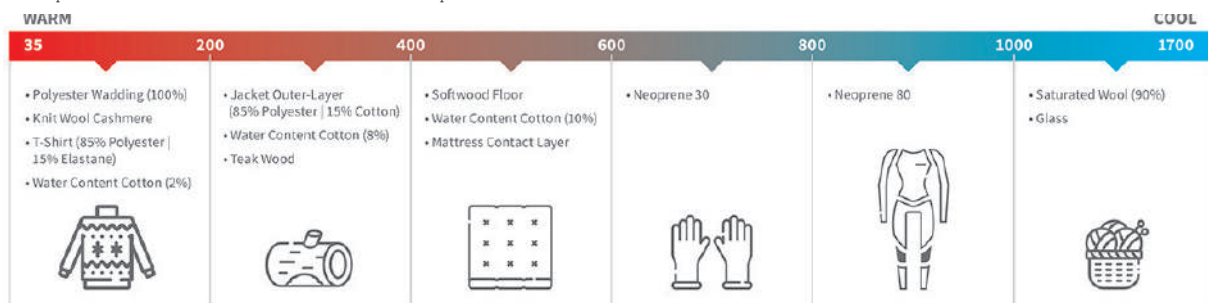 WARM
COOL
35 200 400 600 800 1000 1700
• Polyester Wadding (100%)
• Knit Wool Cashmere
• T-Shirt (85% Polyester |
15% Elastane)
• Water Content Cotton (2%)
• Jacket Outer-Layer
(85% Polyester | 15% Cotton)
• Water Content Cotton (8%)
• Teak Wood
• Softwood Floor
• Water Content Cotton (10%)
• Mattress Contact Layer
• Neoprene 30
• Neoprene 80
• Saturated Wool (90%)
• Glass